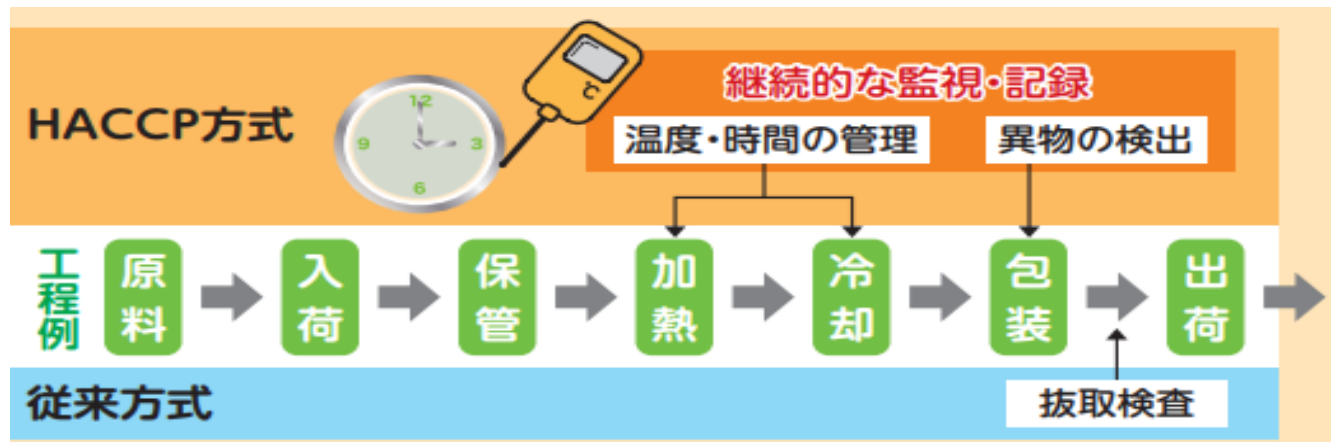 継続的な監視・記録
HACCP方式
温度・時間の管理
異物の検出
12
9
3
6
℃
工程例
原料
入荷
保管
加熱
冷却
包装
出荷
従来方式
抜取検査